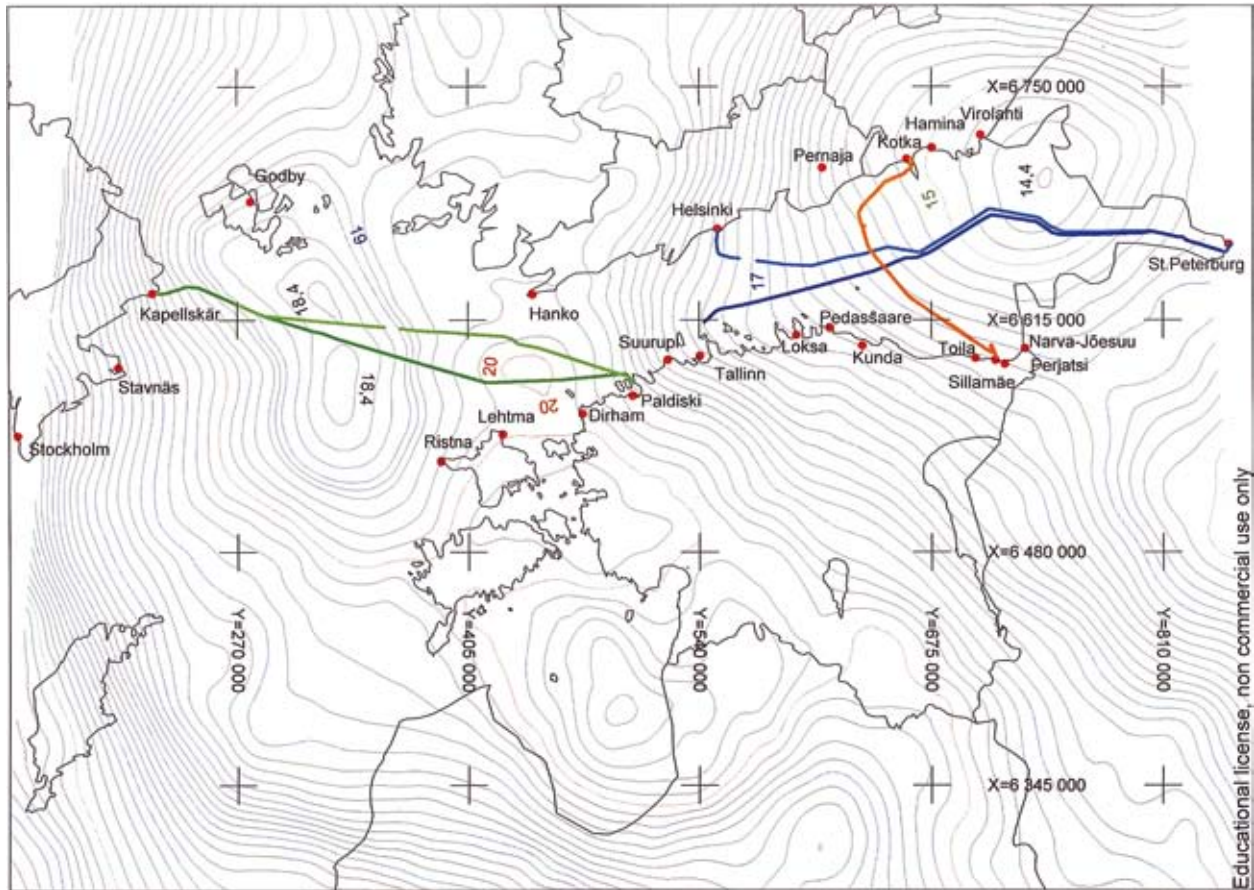 X=6 750 000
Virolahti
Hamina
Kotka
Pernaja
14,4
15
Godby
19
Helsinki
St.Peterburg
17
18,4
Kapellskär
Hanko
X=6 615 000
Pedasšaare
Narva-Jõesuu
Loksa
Suurupi
Kunda
Toila
Perjatsi
Tallinn
Sillamäe
Stavnäs
20
18,4
Paldiski
20
Dirham
Lehtma
Stockholm
Ristna
X=6 480 000
Y=270 000
Y=405 000
Y=540 000
Y=675 000
Y=810 000
X=6 345 000
Educational license, non commercial use only